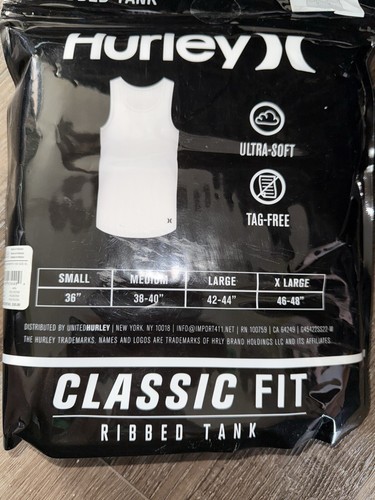 RIBBED TANK
Hurley
ULTRA-SOFT
TAG-FREE
SMALL MEDIUM LARGE X LARGE
36" 38-40" 42-44" 46-48"
DISTRIBUTED BY UNITEDHURLEY | NEW YORK, NY 10018 | INFO@IMPORT411.NET | RN 100759 | CA 64249 |
THE HURLEY TRADEMARKS, NAMES AND LOGOS ARE TRADEMARKS OF HRLY BRAND HOLDINGS LLC AND ITS AFFILIATES.
CLASSIC FIT
RIBBED TANK